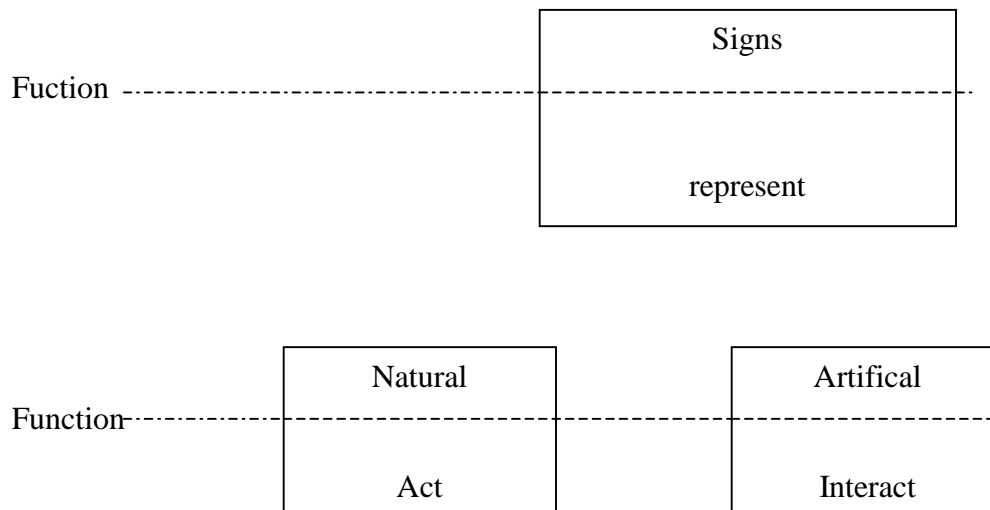 Signs
Fuction
represent
Natural Artifical
Function
Act Interact